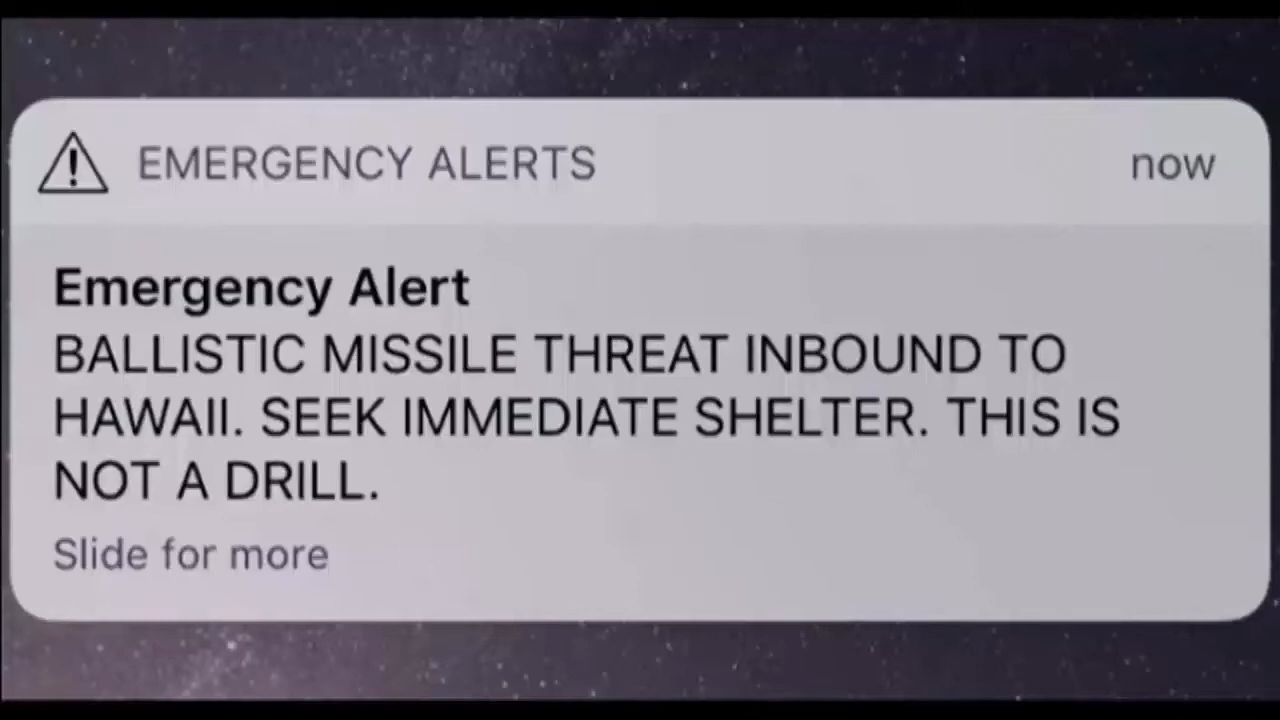 EMERGENCY ALERTS now
Emergency Alert
BALLISTIC MISSILE THREAT INBOUND TO
HAWAII. SEEK IMMEDIATE SHELTER. THIS IS
NOT A DRILL.
Slide for more